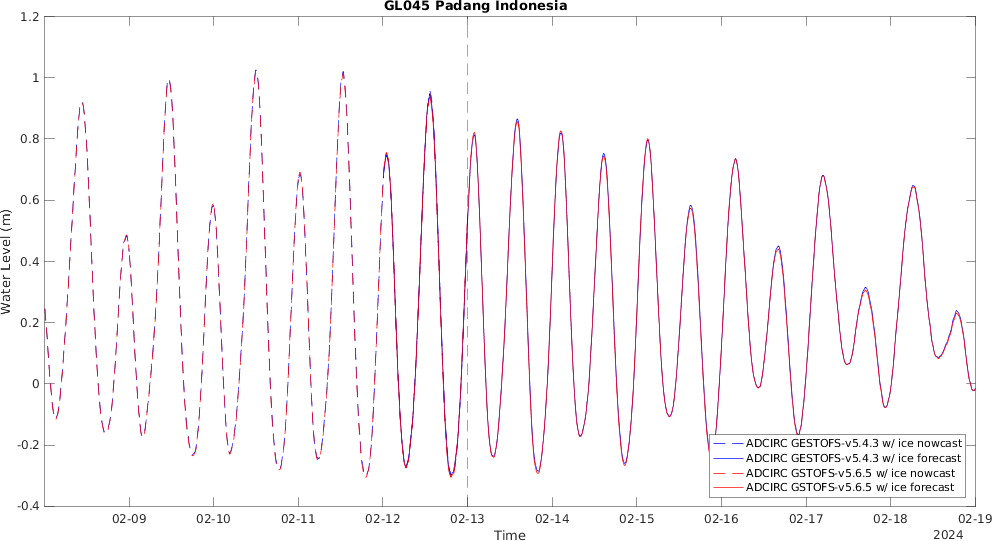 GL045 Padang Indonesia
1.2
1
0.8
0.6
0.4
0.2
0
-0.2
-0.4
Water Level (m)
ADCIRC GESTOFS-v5.4.3 w/ ice nowcast
ADCIRC GESTOFS-v5.4.3 w/ ice forecast
ADCIRC GSTOFS-v5.6.5 w/ ice nowcast
ADCIRC GSTOFS-v5.6.5 w/ ice forecast
02-09 02-10 02-11 02-12 02-13 02-14 02-15 02-16 02-17 02-18 02-19
Time
2024